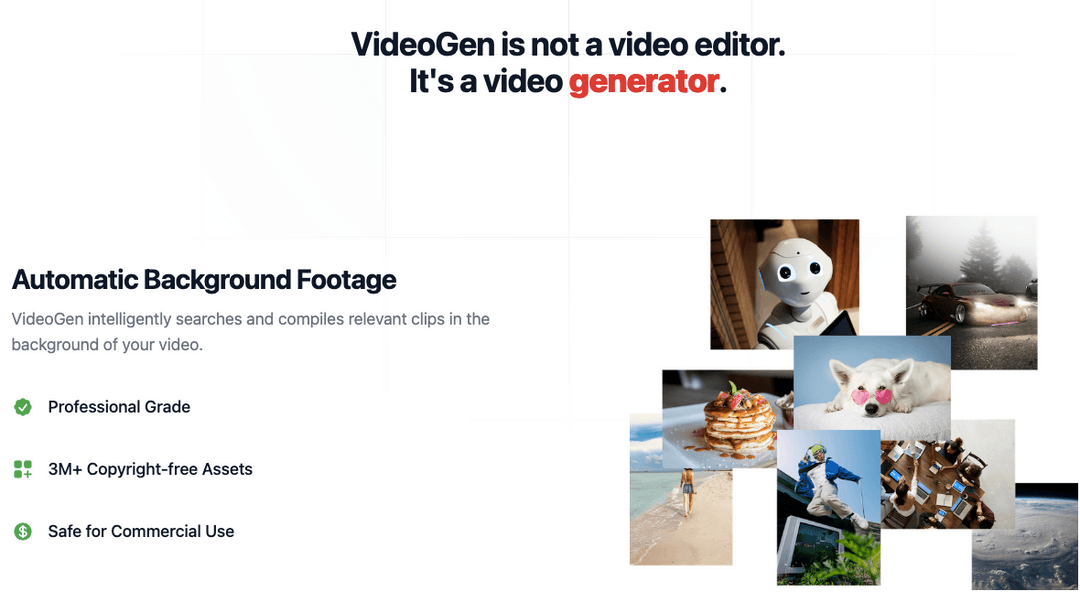 VideoGen is not a video editor.
It's a video generator.
Automatic Background Footage
VideoGen intelligently searches and compiles relevant clips in the
background of your video.
Professional Grade
3M+ Copyright-free Assets
Safe for Commercial Use